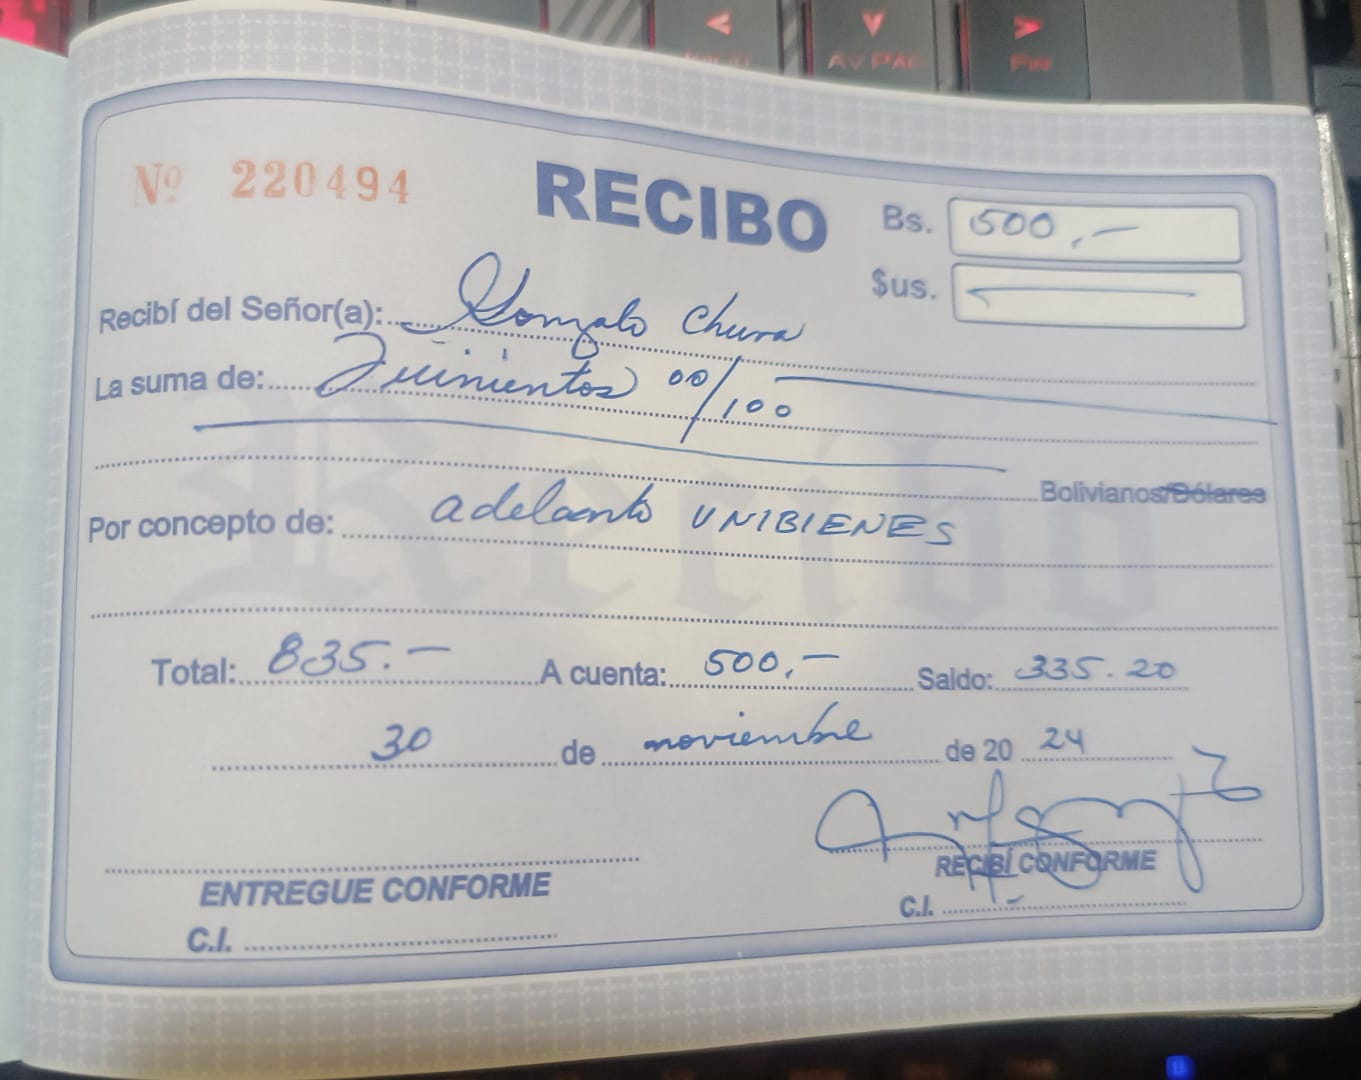 Nº 220494
RECIBO
Bs. 500,-
$us.
Recibí del Señor(a): Gonzalo Chura
La suma de: Quinientos 00/100
Bolivianos/Dólares
Por concepto de: adelanto UNIBIENES
Total: 835.- A cuenta: 500,- Saldo: 335.20
30 de noviembre de 20 24
RECIBÍ CONFORME
ENTREGUE CONFORME
C.I.
C.I.
AV PAG
FIN